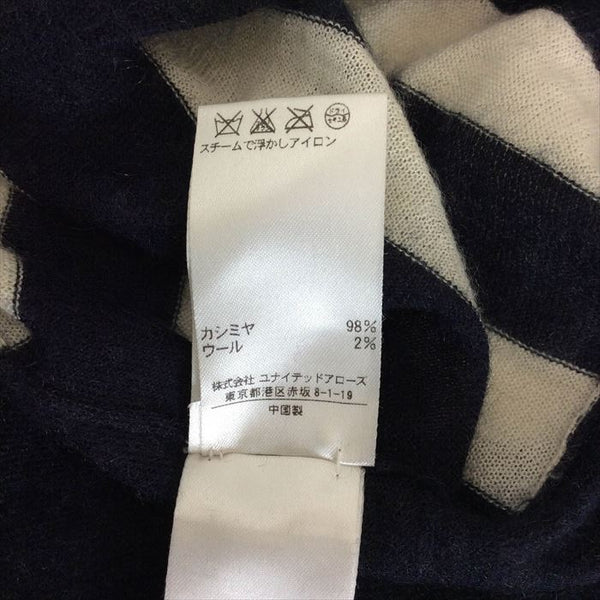 スチームで浮かしアイロン
カシミヤ 98%
ウール 2%
株式会社 ユナイテッドアローズ
東京都港区赤坂 8-1-19
中国製